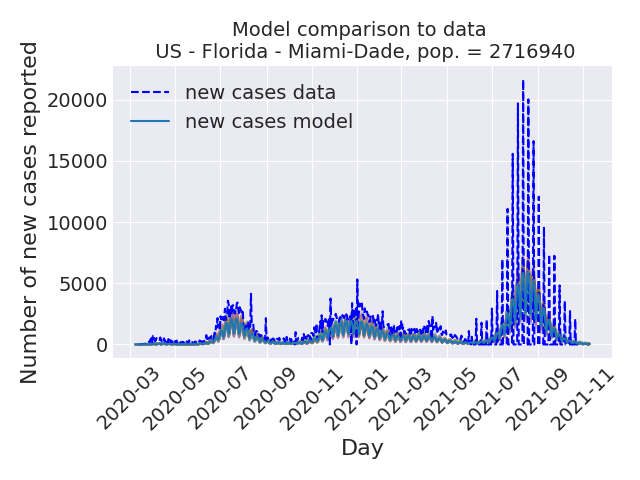 Model comparison to data
US - Florida - Miami-Dade, pop. = 2716940
Number of new cases reported
20000
15000
10000
5000
0
new cases data
new cases model
2020-03
2020-05
2020-07
2020-09
2020-11
2021-01
2021-03
2021-05
2021-07
2021-09
2021-11
Day